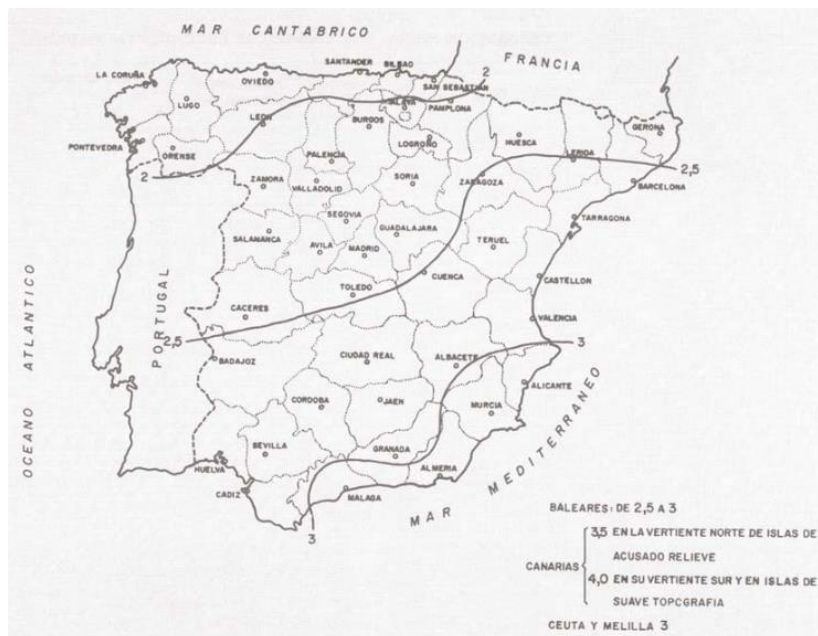 MAR CANTABRICO
FRANCIA
LA CORUÑA
OVIEDO
SANTANDER
BILBAO
SAN SEBASTIAN
2
LUGO
ALAVA
PAMPLONA
LEON
BURGOS
LOGROÑO
HUESCA
GERONA
PONTEVEDRA
ORENSE
PALENCIA
LERIDA
2
ZAMORA
VALLADOLID
SORIA
ZARAGOZA
2,5
BARCELONA
SEGOVIA
TARRAGONA
SALAMANCA
AVILA
MADRID
GUADALAJARA
TERUEL
OCEANO ATLANTICO
PORTUGAL
TOLEDO
CUENCA
CASTELLON
CACERES
VALENCIA
2,5
BADAJOZ
CIUDAD REAL
ALBACETE
3
ALICANTE
CORDOBA
JAEN
MURCIA
SEVILLA
GRANADA
HUELVA
ALMERIA
CADIZ
MALAGA
MAR MEDITERRANEO
3
BALEARES: DE 2,5 A 3
CANARIAS
3,5 EN LA VERTIENTE NORTE DE ISLAS DE
ACUSADO RELIEVE
4,0 EN SU VERTIENTE SUR Y EN ISLAS DE
SUAVE TOPOGRAFIA
CEUTA Y MELILLA 3